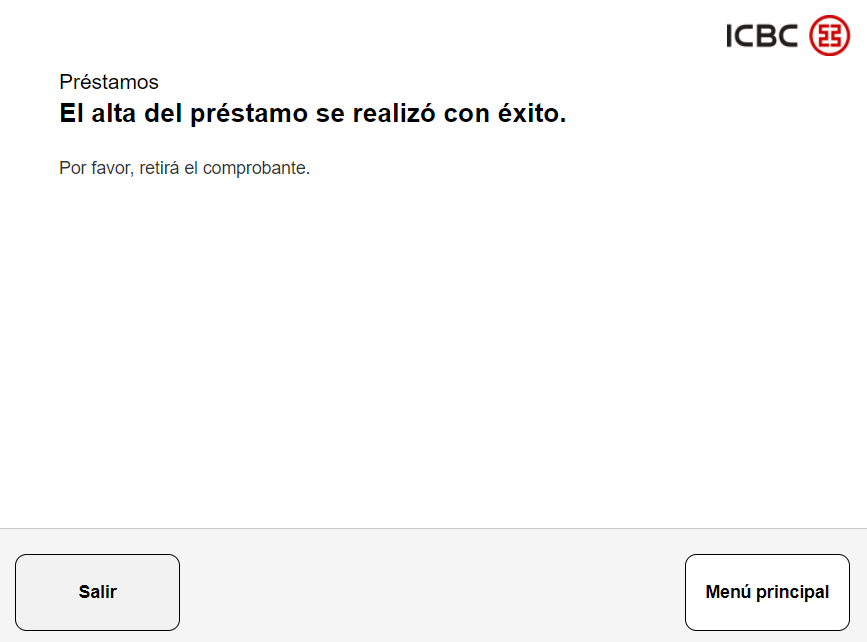 ICBC
Préstamos
El alta del préstamo se realizó con éxito.
Por favor, retirá el comprobante.
Salir
Menú principal